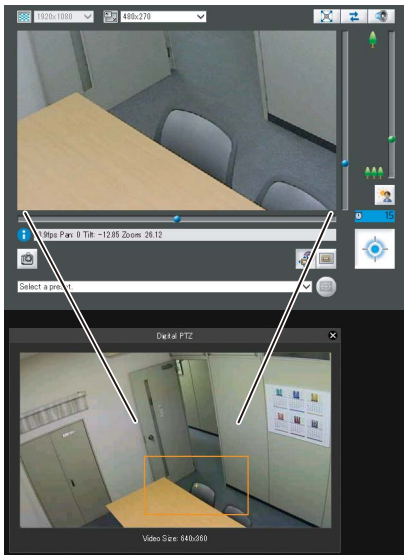 1920x1080
480x270
15
.9fps Pan: 0 Tilt: -12.85 Zoom: 26.12
Select a preset.
Digital PTZ
Video Size: 640x360